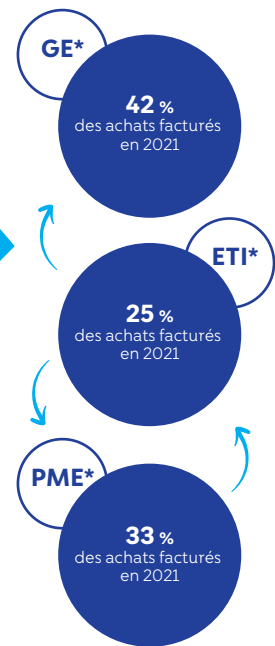 GE*
42 %
des achats facturés
en 2021
ETI*
25 %
des achats facturés
en 2021
PME*
33 %
des achats facturés
en 2021